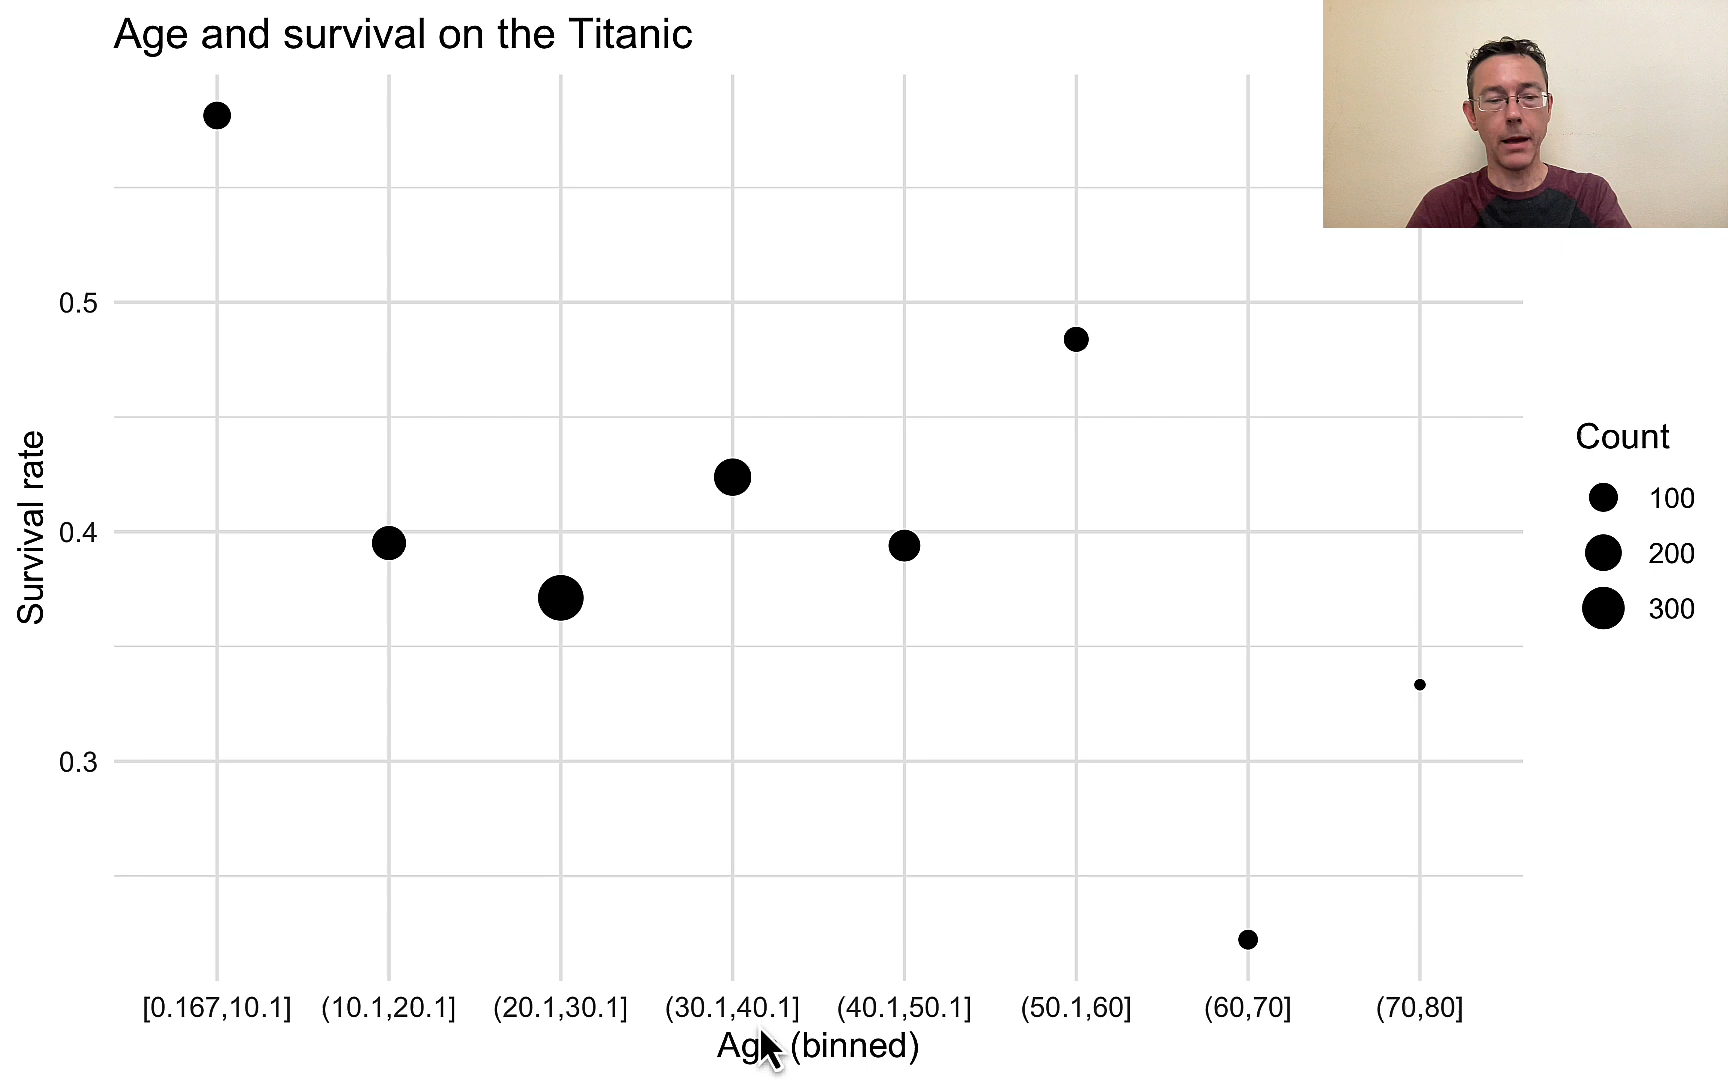 Age and survival on the Titanic
Survival rate
0.5
0.4
0.3
[0.167,10.1] (10.1,20.1] (20.1,30.1] (30.1,40.1] (40.1,50.1] (50.1,60] (60,70] (70,80]
Age (binned)
Count
100
200
300